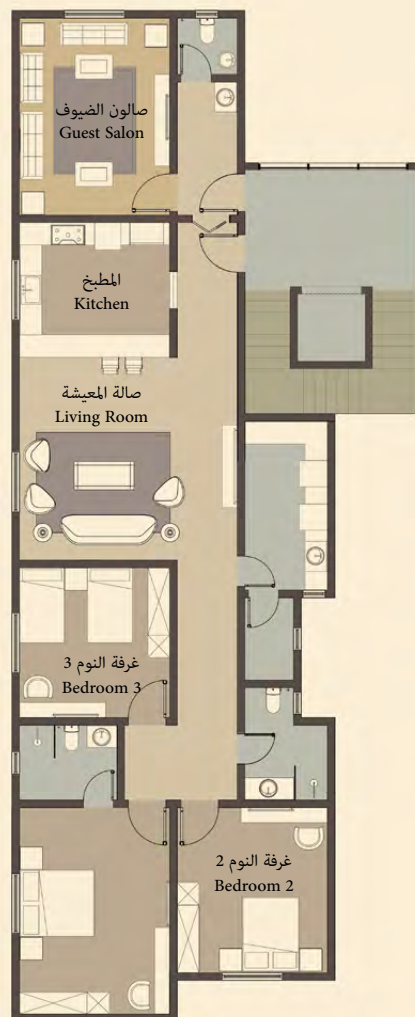 صالون الضيوف
Guest Salon
المطبخ
Kitchen
صالة المعيشة
Living Room
غرفة النوم 3
Bedroom 3
غرفة النوم 2
Bedroom 2